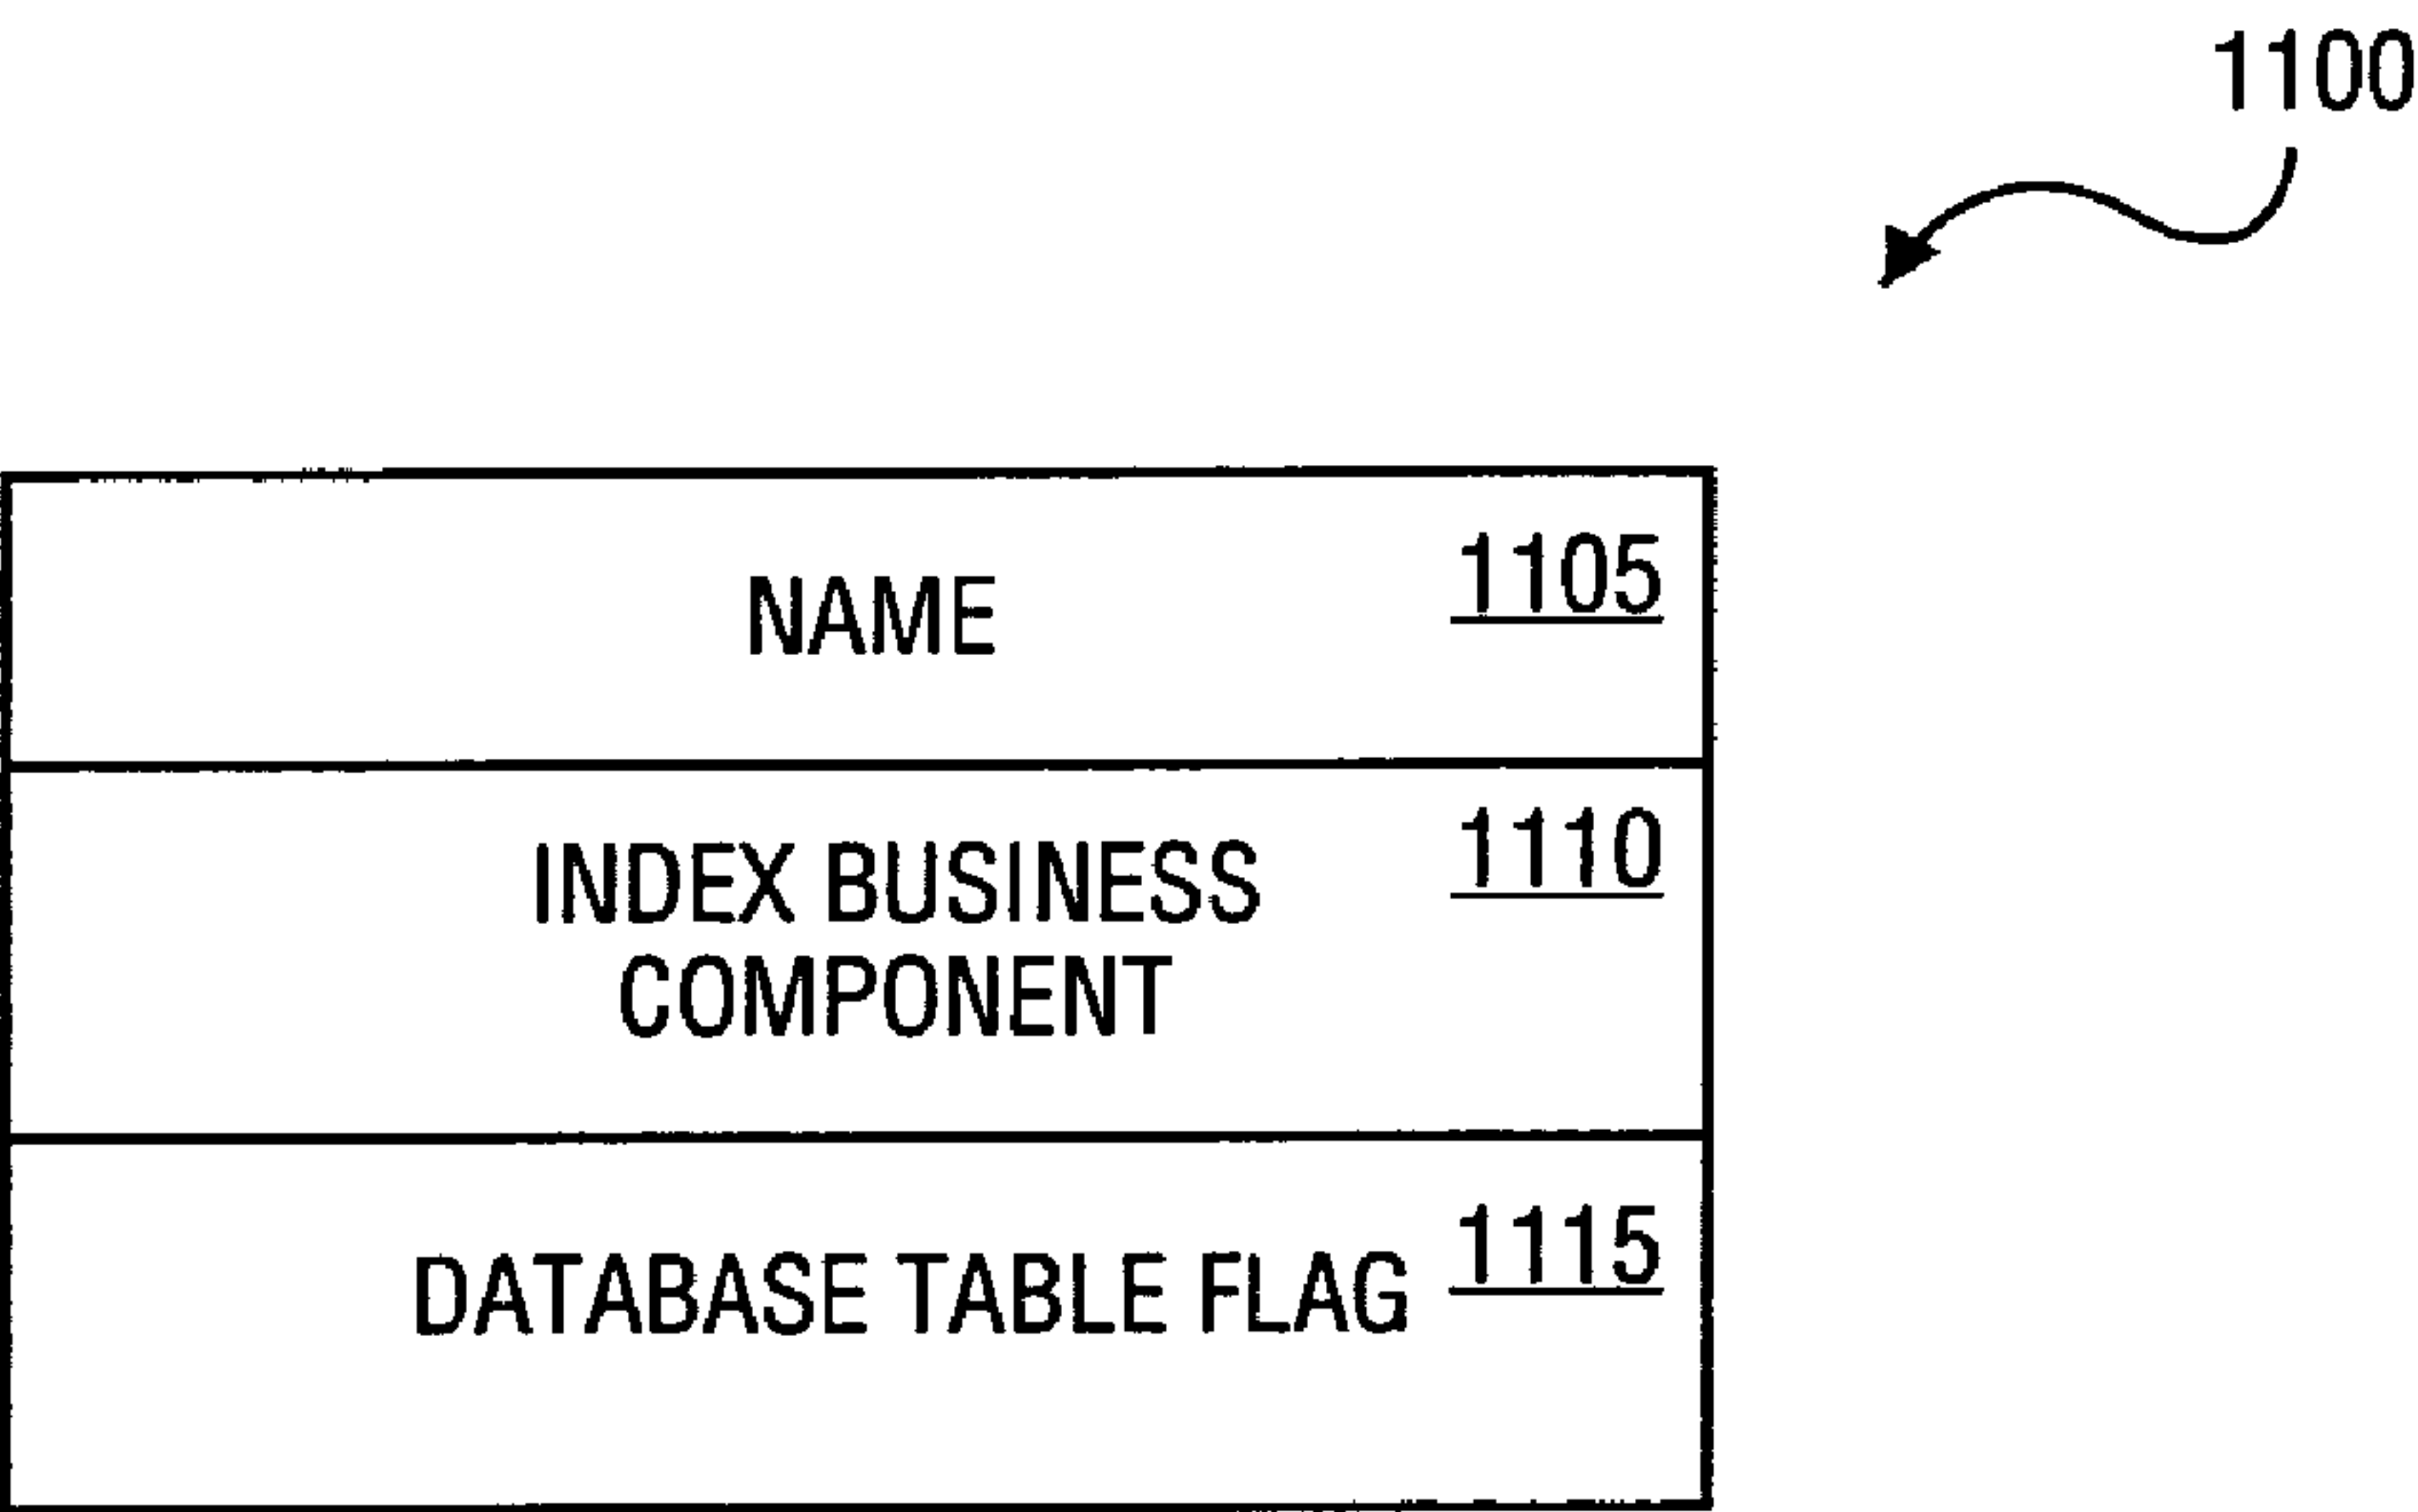 1100
NAME
1105
INDEX BUSINESS
COMPONENT
1110
DATABASE TABLE FLAG
1115